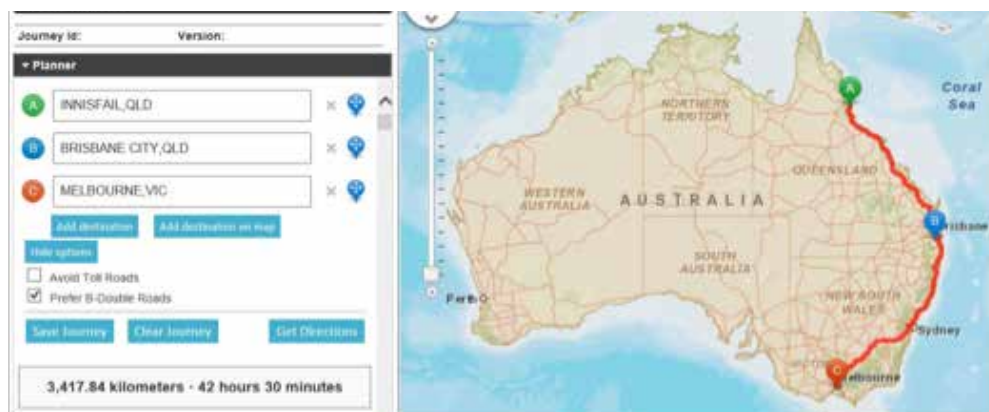 Journey Id: Version:
Planner
A INNISFAIL,QLD
B BRISBANE CITY,QLD
C MELBOURNE,VIC
Add destination Add destination on map
Hide options
Avoid Toll Roads
Prefer B-Double Roads
Save Journey Clear Journey Get Directions
3,417.84 kilometers · 42 hours 30 minutes
A
Coral
Sea
NORTHERN
TERRITORY
QUEENSLAND
WESTERN
AUSTRALIA
AUSTRALIA
B
SOUTH
AUSTRALIA
Perth
NEW SOUTH
WALES
Sydney
C